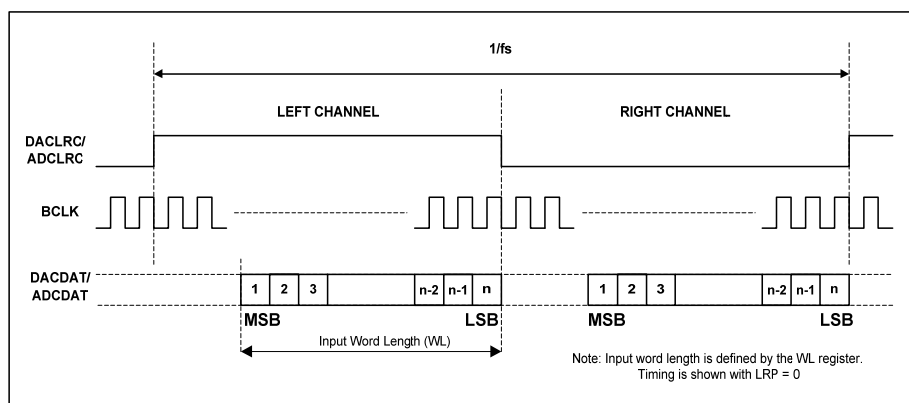 1/fs
LEFT CHANNEL
RIGHT CHANNEL
DACLRC/
ADCLRC
BCLK
DACDAT/
ADCDAT
1 2 3 n-2 n-1 n 1 2 3 n-2 n-1 n
MSB LSB MSB LSB
Input Word Length (WL)
Note: Input word length is defined by the WL register.
Timing is shown with LRP = 0